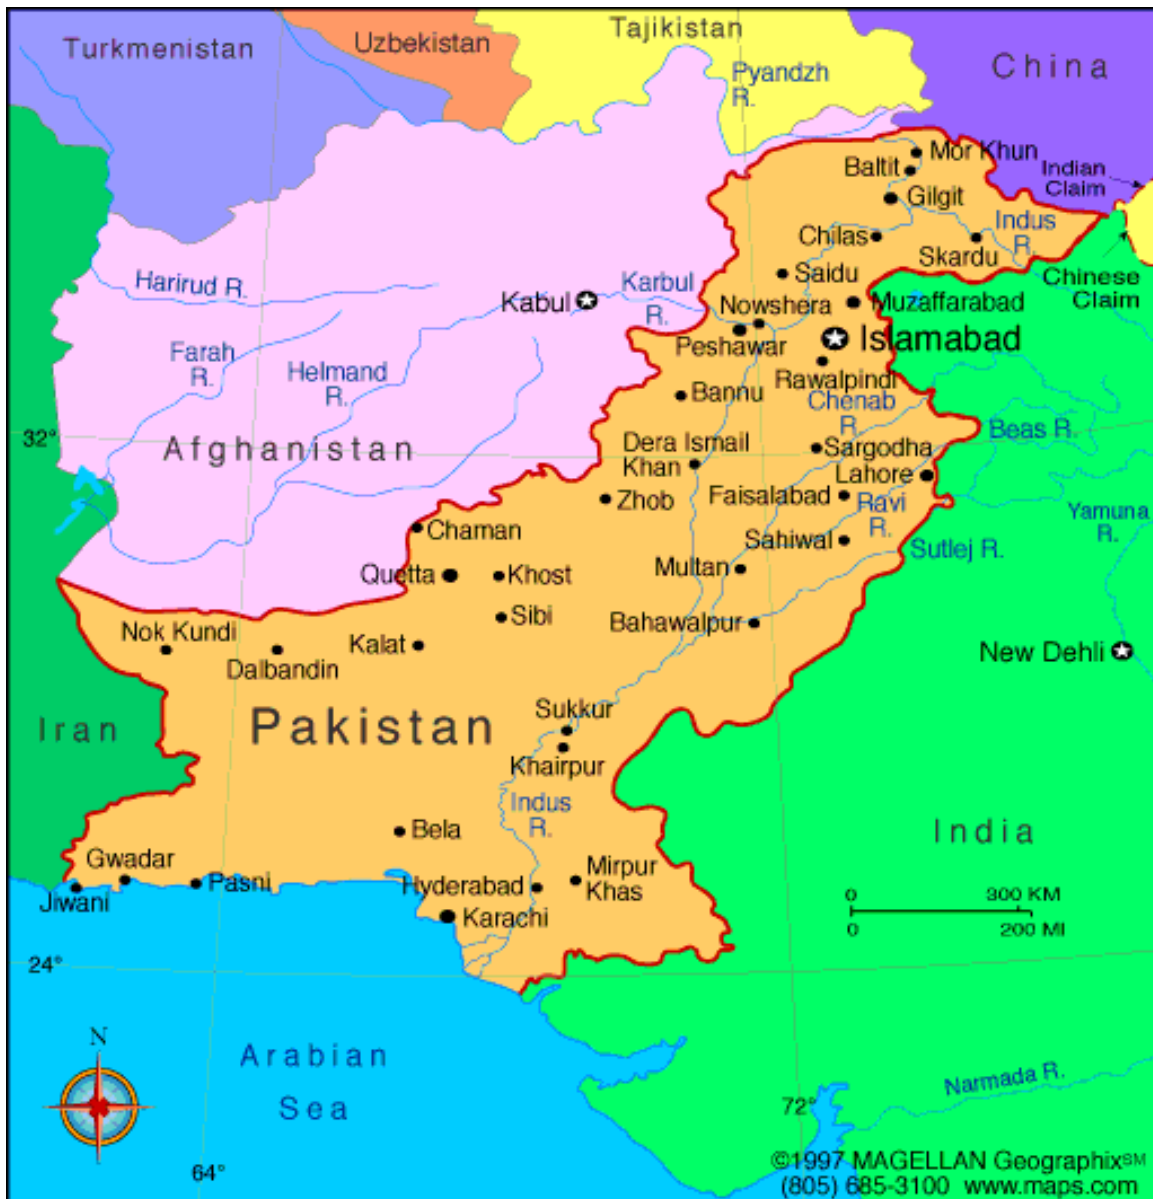 Turkmenistan
Uzbekistan
Tajikistan
China
Pyandzh
R.
Mor Khun
Baltit
Indian
Claim
Gilgit
Indus
R.
Chilas
Skardu
Saidu
Chinese
Claim
Harirud R.
Kabul
Karbul
R.
Nowshera
Muzaffarabad
Peshawar
Islamabad
Rawalpindi
Farah
R.
Helmand
R.
Bannu
Chenab
R.
32°
Afghanistan
Dera Ismail
Khan
Sargodha
Beas R.
Lahore
Zhob
Faisalabad
Ravi
R.
Yamuna
R.
Chaman
Sahiwal
Sutlej R.
Quetta
Khost
Multan
Sibi
Bahawalpur
Nok Kundi
Dalbandin
Kalat
New Dehli
Iran
Pakistan
Sukkur
Khairpur
Indus
R.
Bela
India
Gwadar
Pasni
Jiwani
Hyderabad
Mirpur
Khas
Karachi
0 300 KM
0 200 MI
24°
N
Arabian
Sea
Narmada R.
72°
64°
©1997 MAGELLAN Geographix℠
(805) 685-3100 www.maps.com